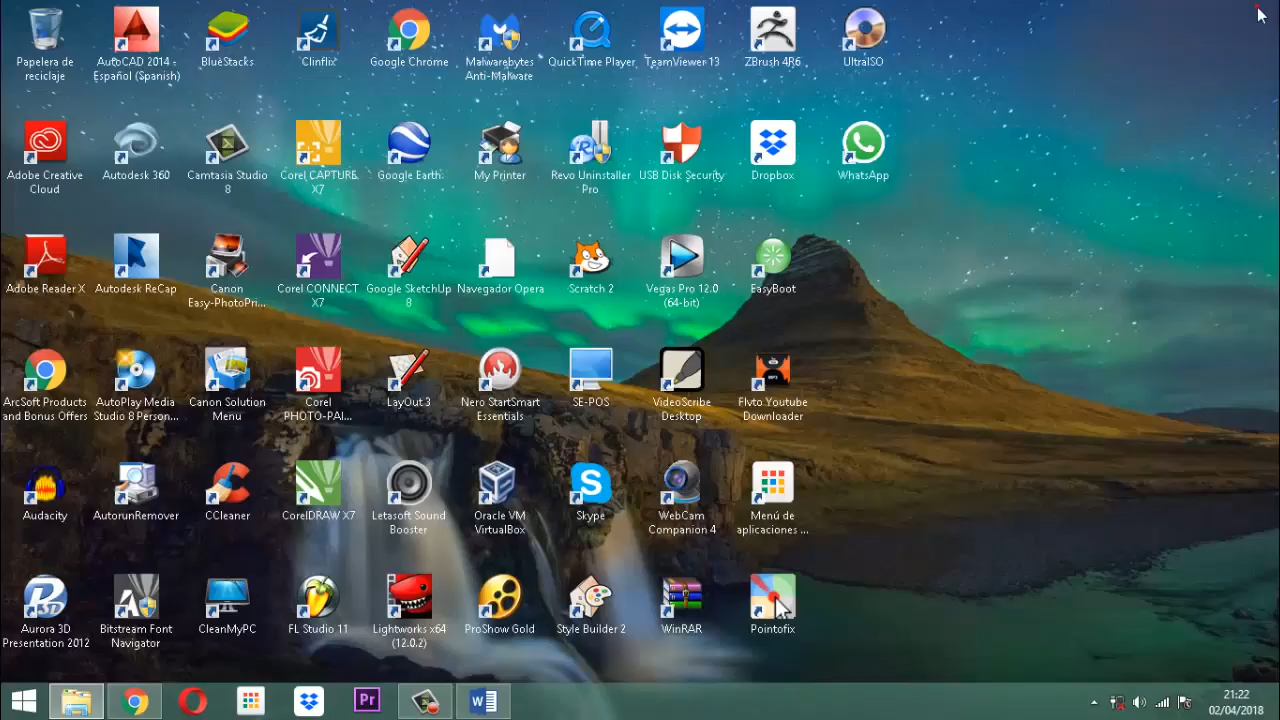 Papelera de
reciclaje
AutoCAD 2014 -
Español (Spanish)
BlueStacks
Clinflix
Google Chrome
Malwarebytes
Anti-Malware
QuickTime Player
TeamViewer 13
ZBrush 4R6
UltraISO
Adobe Creative
Cloud
Autodesk 360
Camtasia Studio
8
Corel CAPTURE
X7
Google Earth
My Printer
Revo Uninstaller
Pro
USB Disk Security
Dropbox
WhatsApp
Adobe Reader X
Autodesk ReCap
Canon
Easy-PhotoPri...
Corel CONNECT
X7
Google SketchUp
8
Navegador Opera
Scratch 2
Vegas Pro 12.0
(64-bit)
EasyBoot
ArcSoft Products
and Bonus Offers
AutoPlay Media
Studio 8 Person...
Canon Solution
Menu
Corel
PHOTO-PAI...
LayOut 3
Nero StartSmart
Essentials
SE-POS
VideoScribe
Desktop
MP3
Flvto Youtube
Downloader
Audacity
AutorunRemover
CCleaner
CorelDRAW X7
Letasoft Sound
Booster
Oracle VM
VirtualBox
S
Skype
WebCam
Companion 4
Menú de
aplicaciones ...
P3D
Aurora 3D
Presentation 2012
Bitstream Font
Navigator
CleanMyPC
FL Studio 11
Lightworks x64
(12.0.2)
ProShow Gold
Style Builder 2
WinRAR
Pointofix
Pr
W
21:22
02/04/2018